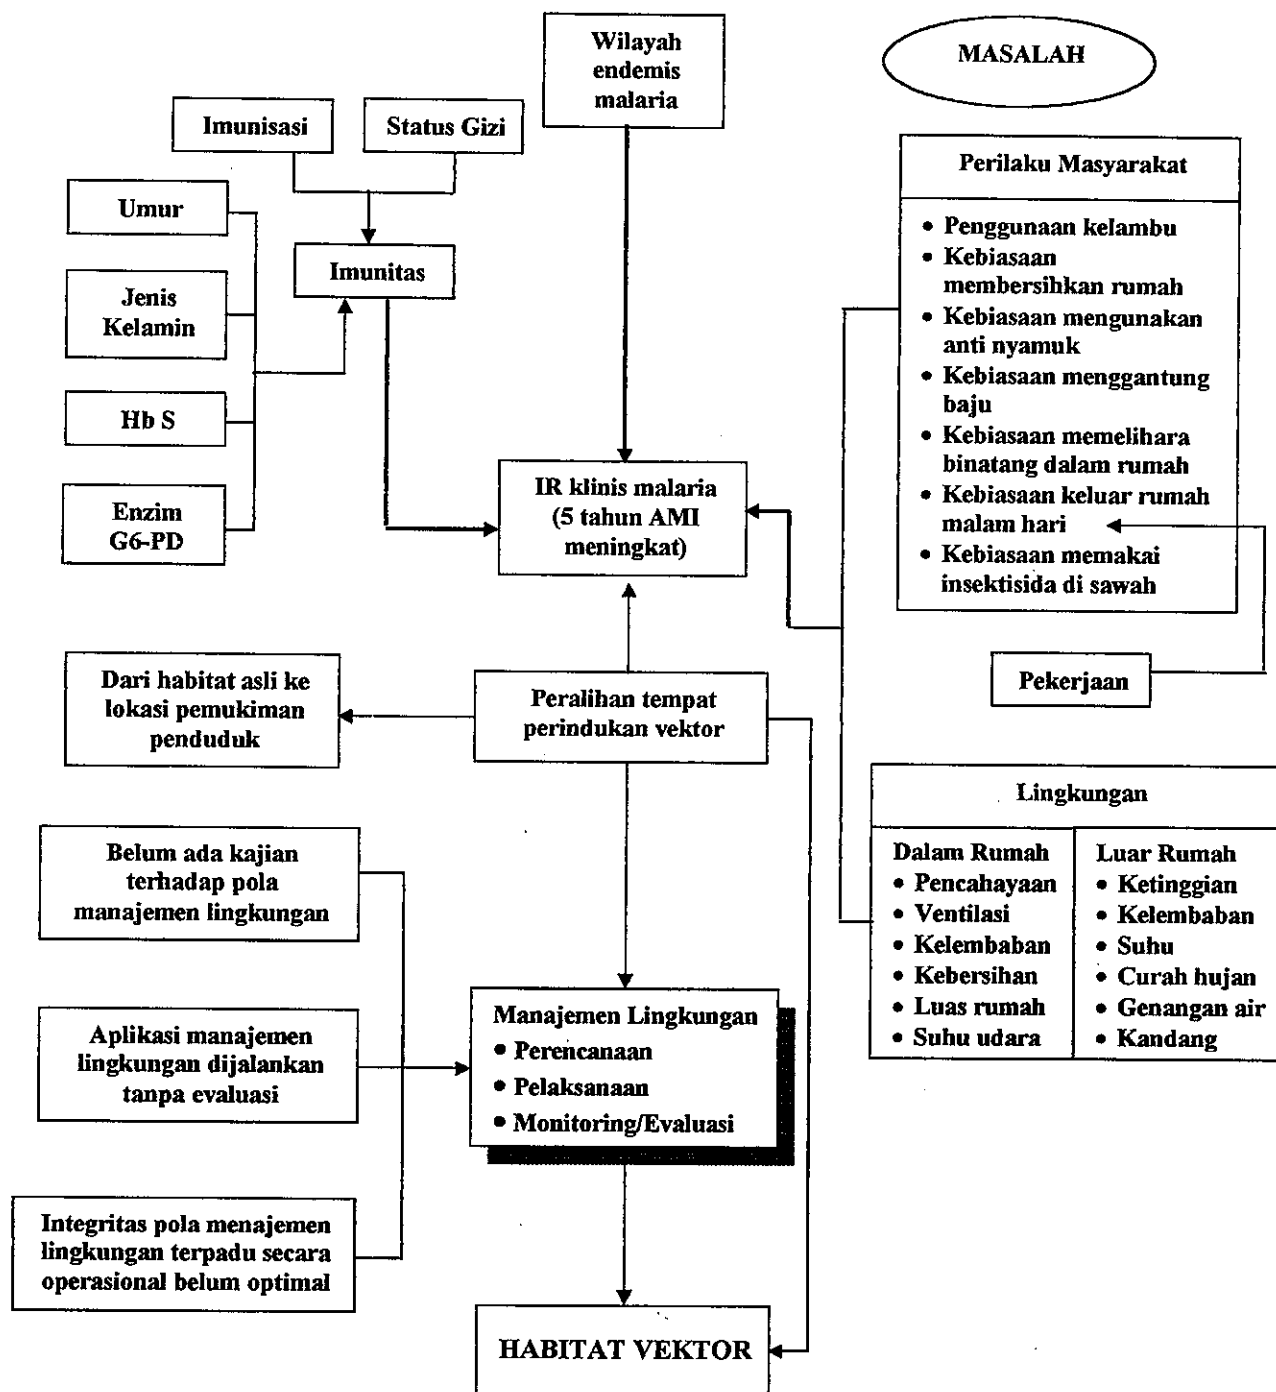 Wilayah
endemis
malaria
MASALAH
Imunisasi
Status Gizi
Perilaku Masyarakat
• Penggunaan kelambu
• Kebiasaan
membersihkan rumah
• Kebiasaan mengunakan
anti nyamuk
• Kebiasaan menggantung
baju
• Kebiasaan memelihara
binatang dalam rumah
• Kebiasaan keluar rumah
malam hari
• Kebiasaan memakai
insektisida di sawah
Umur
Imunitas
Jenis
Kelamin
Hb S
Enzim
G6-PD
IR klinis malaria
(5 tahun AMI
meningkat)
Dari habitat asli ke
lokasi pemukiman
penduduk
Peralihan tempat
perindukan vektor
Pekerjaan
Lingkungan
Dalam Rumah
• Pencahayaan
• Ventilasi
• Kelembaban
• Kebersihan
• Luas rumah
• Suhu udara
Luar Rumah
• Ketinggian
• Kelembaban
• Suhu
• Curah hujan
• Genangan air
• Kandang
Belum ada kajian
terhadap pola
manajemen lingkungan
Aplikasi manajemen
lingkungan dijalankan
tanpa evaluasi
Integritas pola menajemen
lingkungan terpadu secara
operasional belum optimal
Manajemen Lingkungan
• Perencanaan
• Pelaksanaan
• Monitoring/Evaluasi
HABITAT VEKTOR